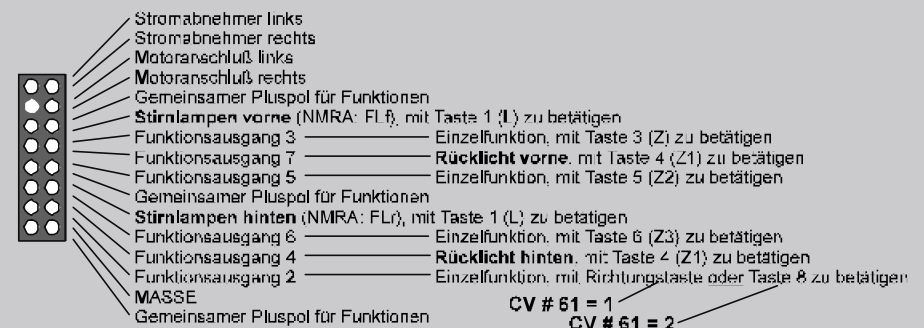 Stromabnehmer links
Stromabnehmer rechts
Motoranschluß links
Motoranschluß rechts
Gemeinsamer Pluspol für Funktionen
Stirnlampen vorne (NMRA: FLf), mit Taste 1 (L) zu betätigen
Funktionsausgang 3 Einzelfunktion, mit Taste 3 (Z) zu betätigen
Funktionsausgang 7 Rücklicht vorne, mit Taste 4 (Z1) zu betätigen
Funktionsausgang 5 Einzelfunktion, mit Taste 5 (Z2) zu betätigen
Gemeinsamer Pluspol für Funktionen
Stirnlampen hinten (NMRA: FLr), mit Taste 1 (L) zu betätigen
Funktionsausgang 6 Einzelfunktion, mit Taste 6 (Z3) zu betätigen
Funktionsausgang 4 Rücklicht hinten, mit Taste 4 (Z1) zu betätigen
Funktionsausgang 2 Einzelfunktion, mit Richtungstaste oder Taste 8 zu betätigen
MASSE
CV # 61 = 1
Gemeinsamer Pluspol für Funktionen
CV # 61 = 2